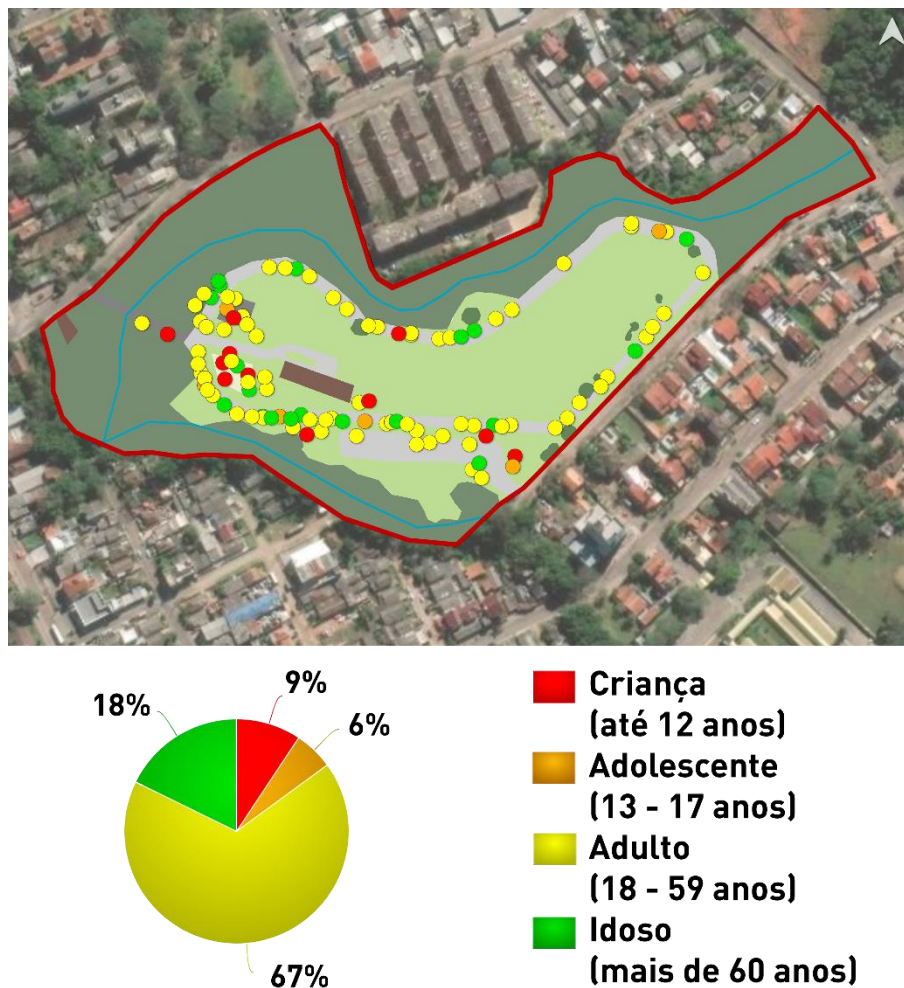 9%
18%
6%
67%
Criança
(até 12 anos)
Adolescente
(13 - 17 anos)
Adulto
(18 - 59 anos)
Idoso
(mais de 60 anos)